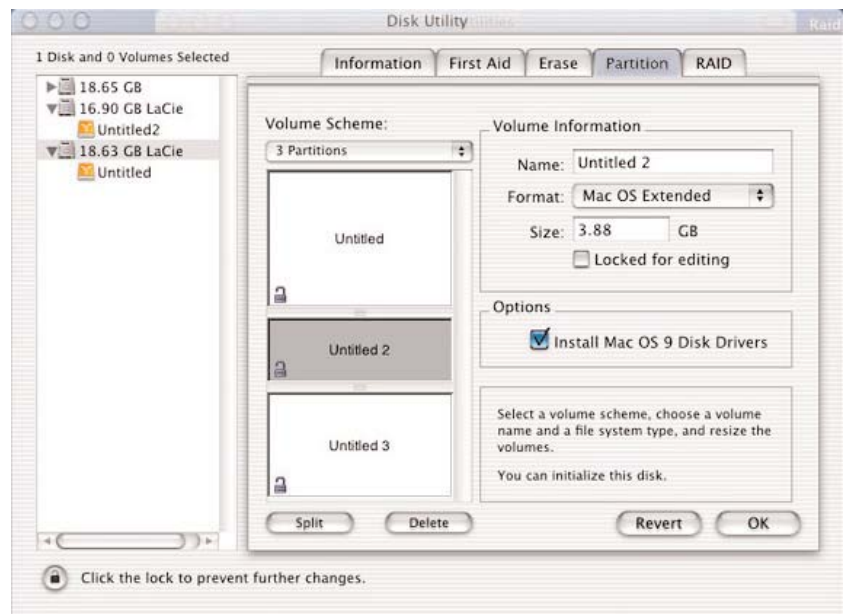 Disk Utility
Raid
1 Disk and 0 Volumes Selected
Information
First Aid
Erase
Partition
RAID
18.65 GB
16.90 GB LaCie
Untitled2
18.63 GB LaCie
Untitled
Volume Scheme:
3 Partitions
Untitled
Untitled 2
Untitled 3
Split
Delete
Volume Information
Name: Untitled 2
Format: Mac OS Extended
Size: 3.88 GB
Locked for editing
Options
Install Mac OS 9 Disk Drivers
Select a volume scheme, choose a volume
name and a file system type, and resize the
volumes.
You can initialize this disk.
Revert
OK
Click the lock to prevent further changes.